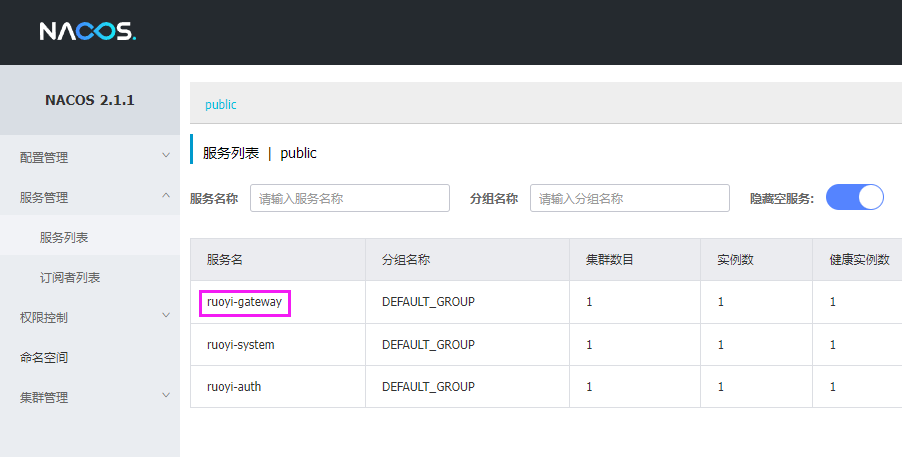 NACOS.
NACOS 2.1.1
配置管理
服务管理
服务列表
订阅者列表
权限控制
命名空间
集群管理
public
服务列表 | public
服务名称 请输入服务名称 分组名称 请输入分组名称 隐藏空服务:
服务名 分组名称 集群数目 实例数 健康实例数
ruoyi-gateway DEFAULT_GROUP 1 1 1
ruoyi-system DEFAULT_GROUP 1 1 1
ruoyi-auth DEFAULT_GROUP 1 1 1